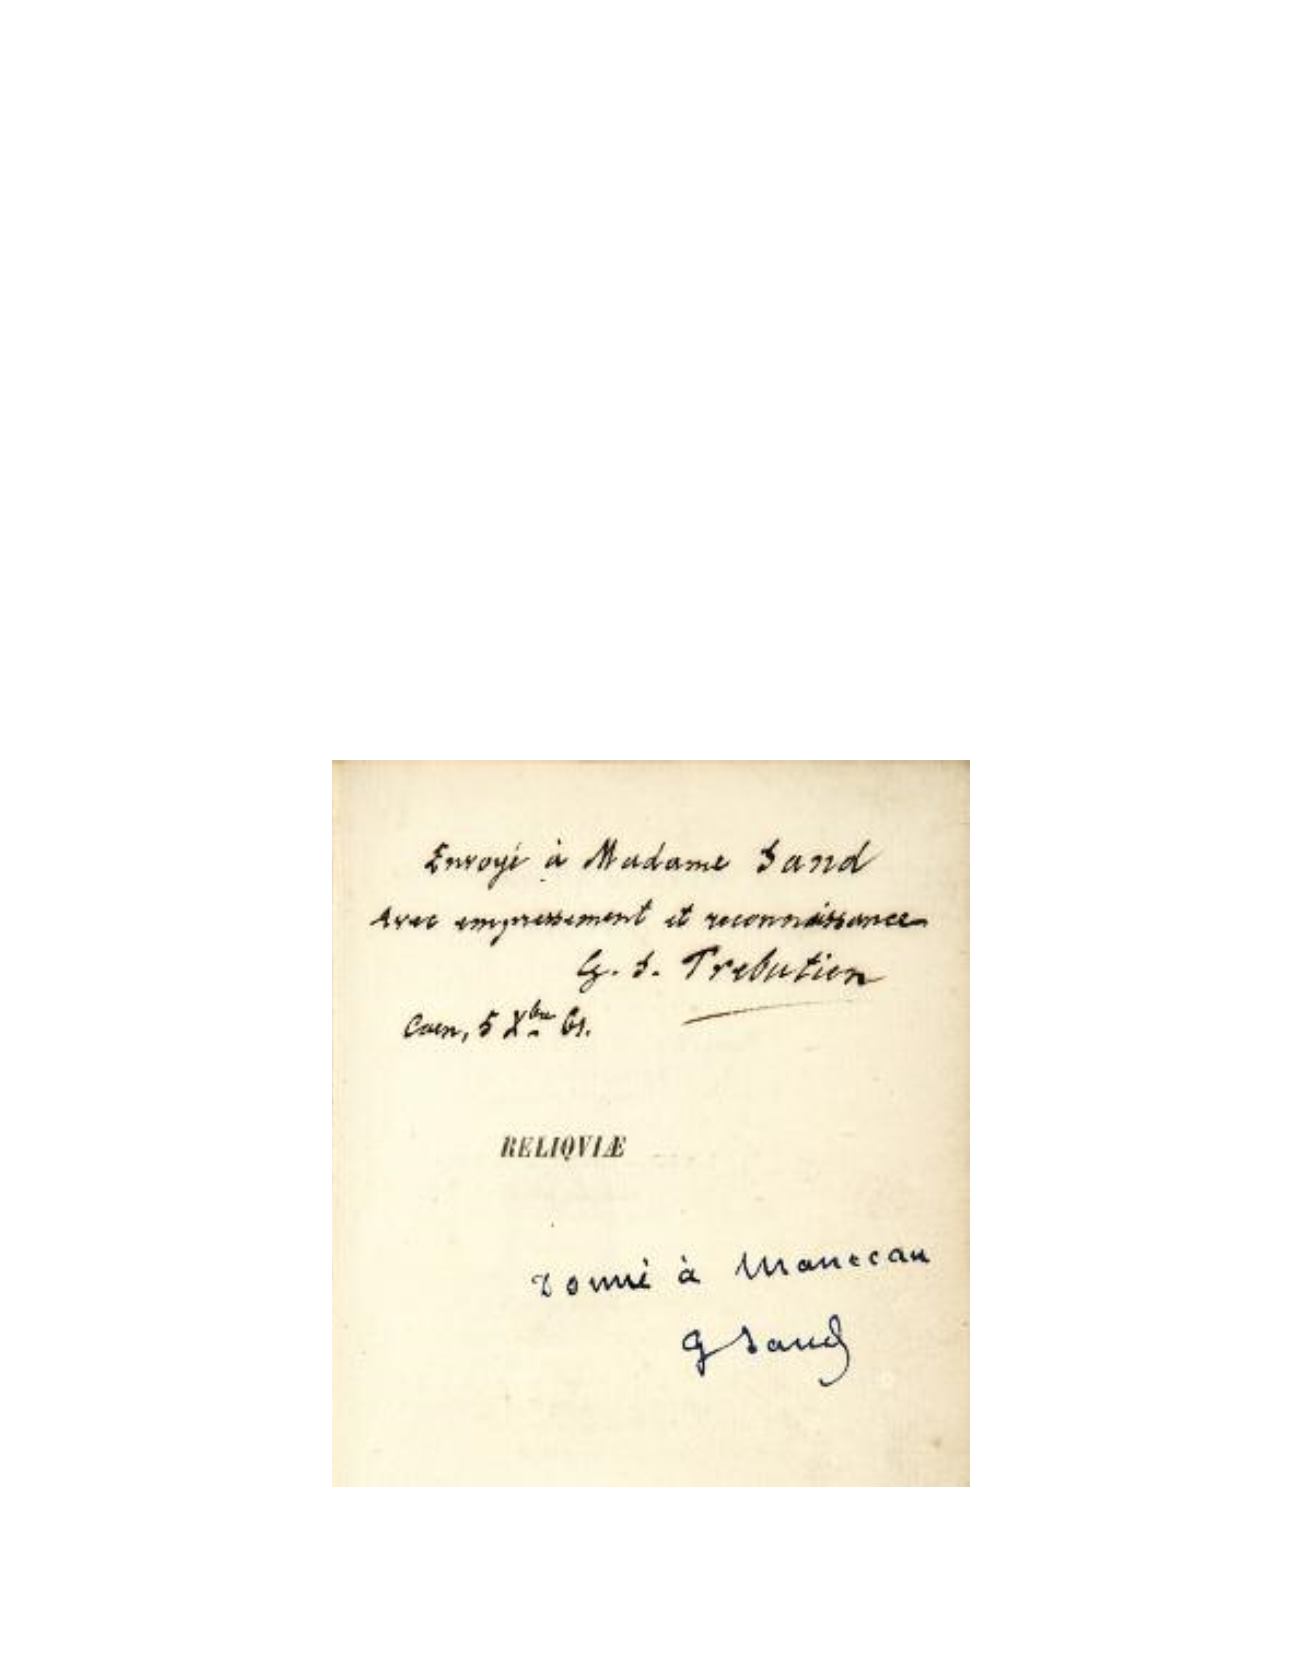 Envoyé à Madame Sand
Avec empressement et reconnaissance
G. S. Trebutien
Caen, 5 Xbre 61.
RELIQVIÆ
Donné à Manceau
G Sand